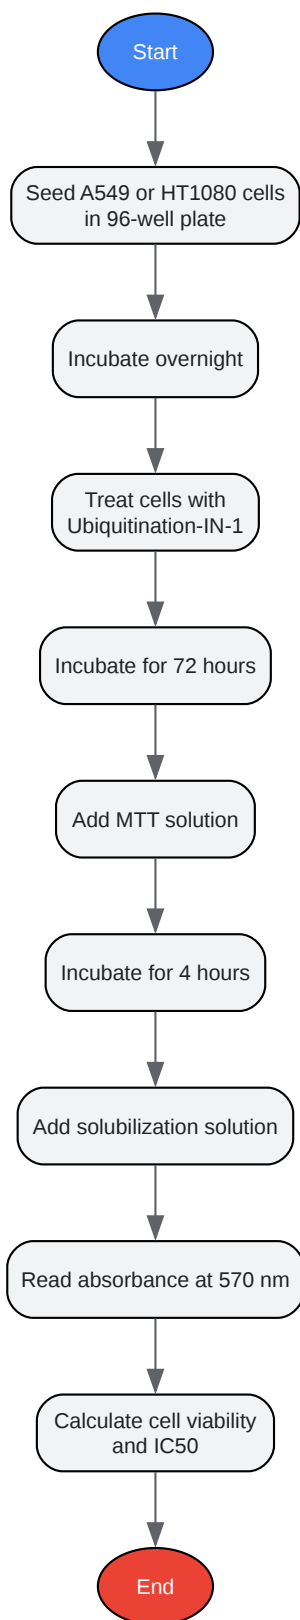 Start
Seed A549 or HT1080 cells
in 96-well plate
Incubate overnight
Treat cells with
Ubiquitination-IN-1
Incubate for 72 hours
Add MTT solution
Incubate for 4 hours
Add solubilization solution
Read absorbance at 570 nm
Calculate cell viability
and IC50
End